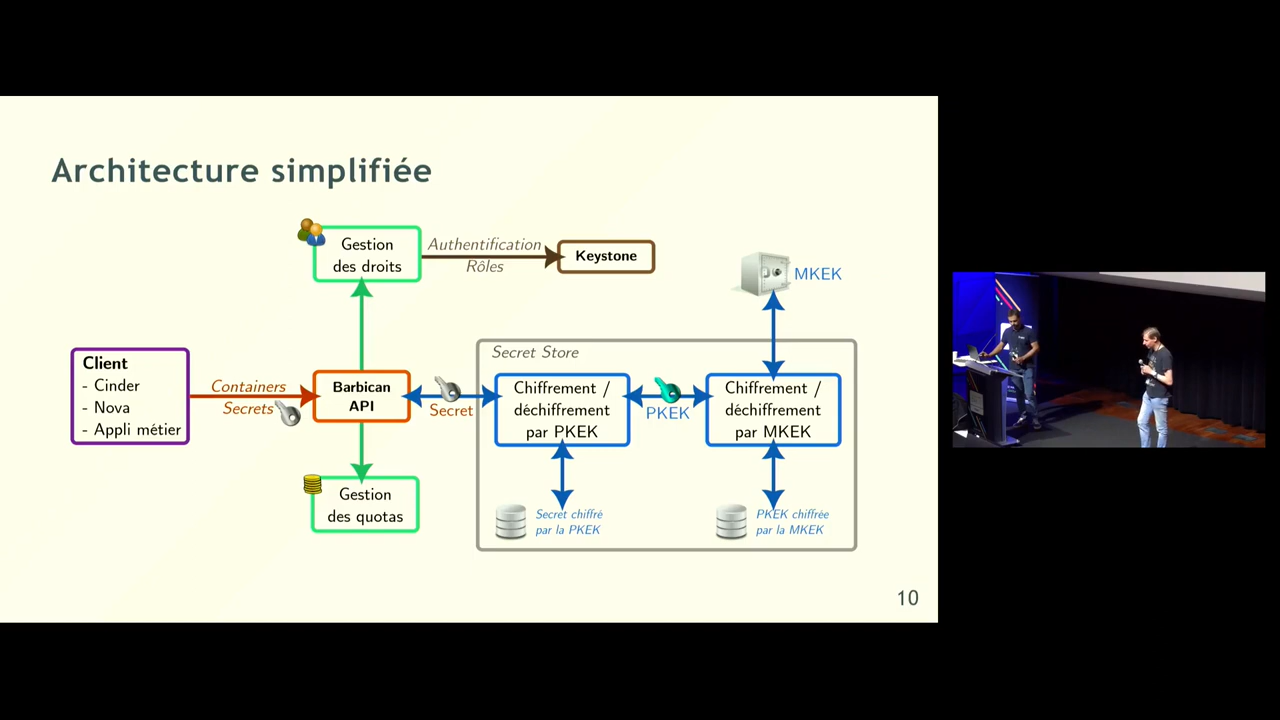 Architecture simplifiée
Gestion
des droits
Authentification
Rôles
Keystone
MKEK
Client
- Cinder
- Nova
- Appli métier
Containers
Secrets
Barbican
API
Secret
Secret Store
Chiffrement /
déchiffrement
par PKEK
PKEK
Chiffrement /
déchiffrement
par MKEK
Gestion
des quotas
Secret chiffré
par la PKEK
PKEK chiffrée
par la MKEK
10